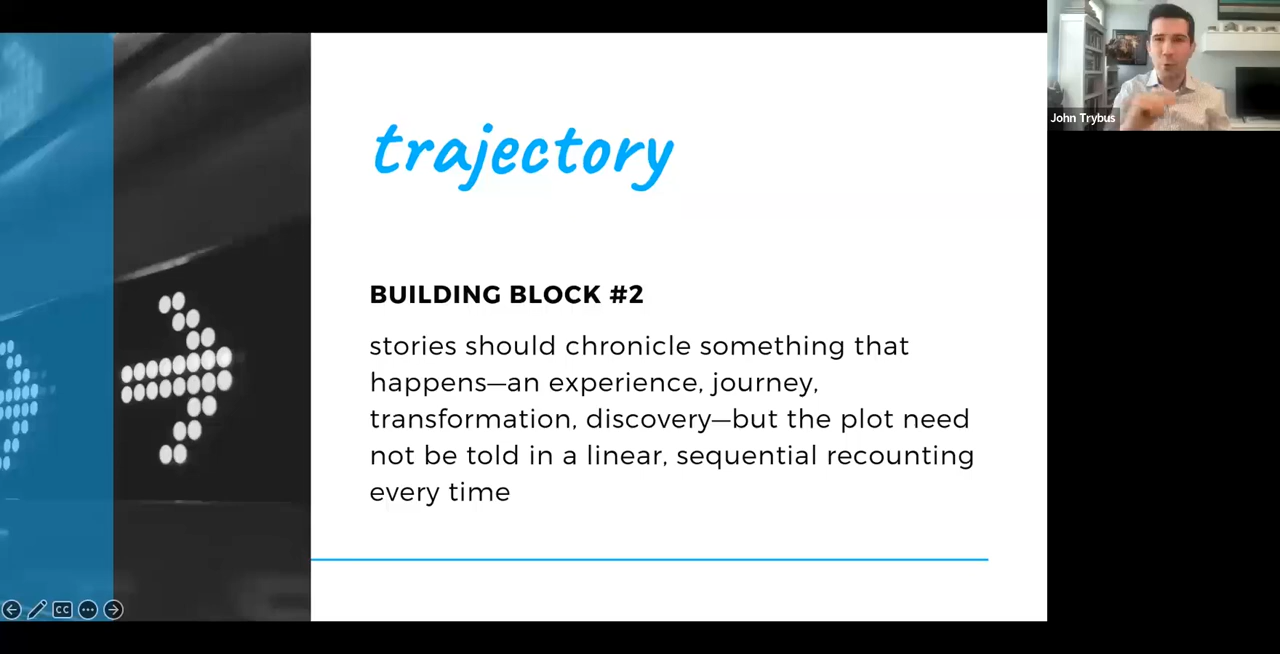 trajectory
BUILDING BLOCK #2
stories should chronicle something that
happens—an experience, journey,
transformation, discovery—but the plot need
not be told in a linear, sequential recounting
every time
John Trybus
CC